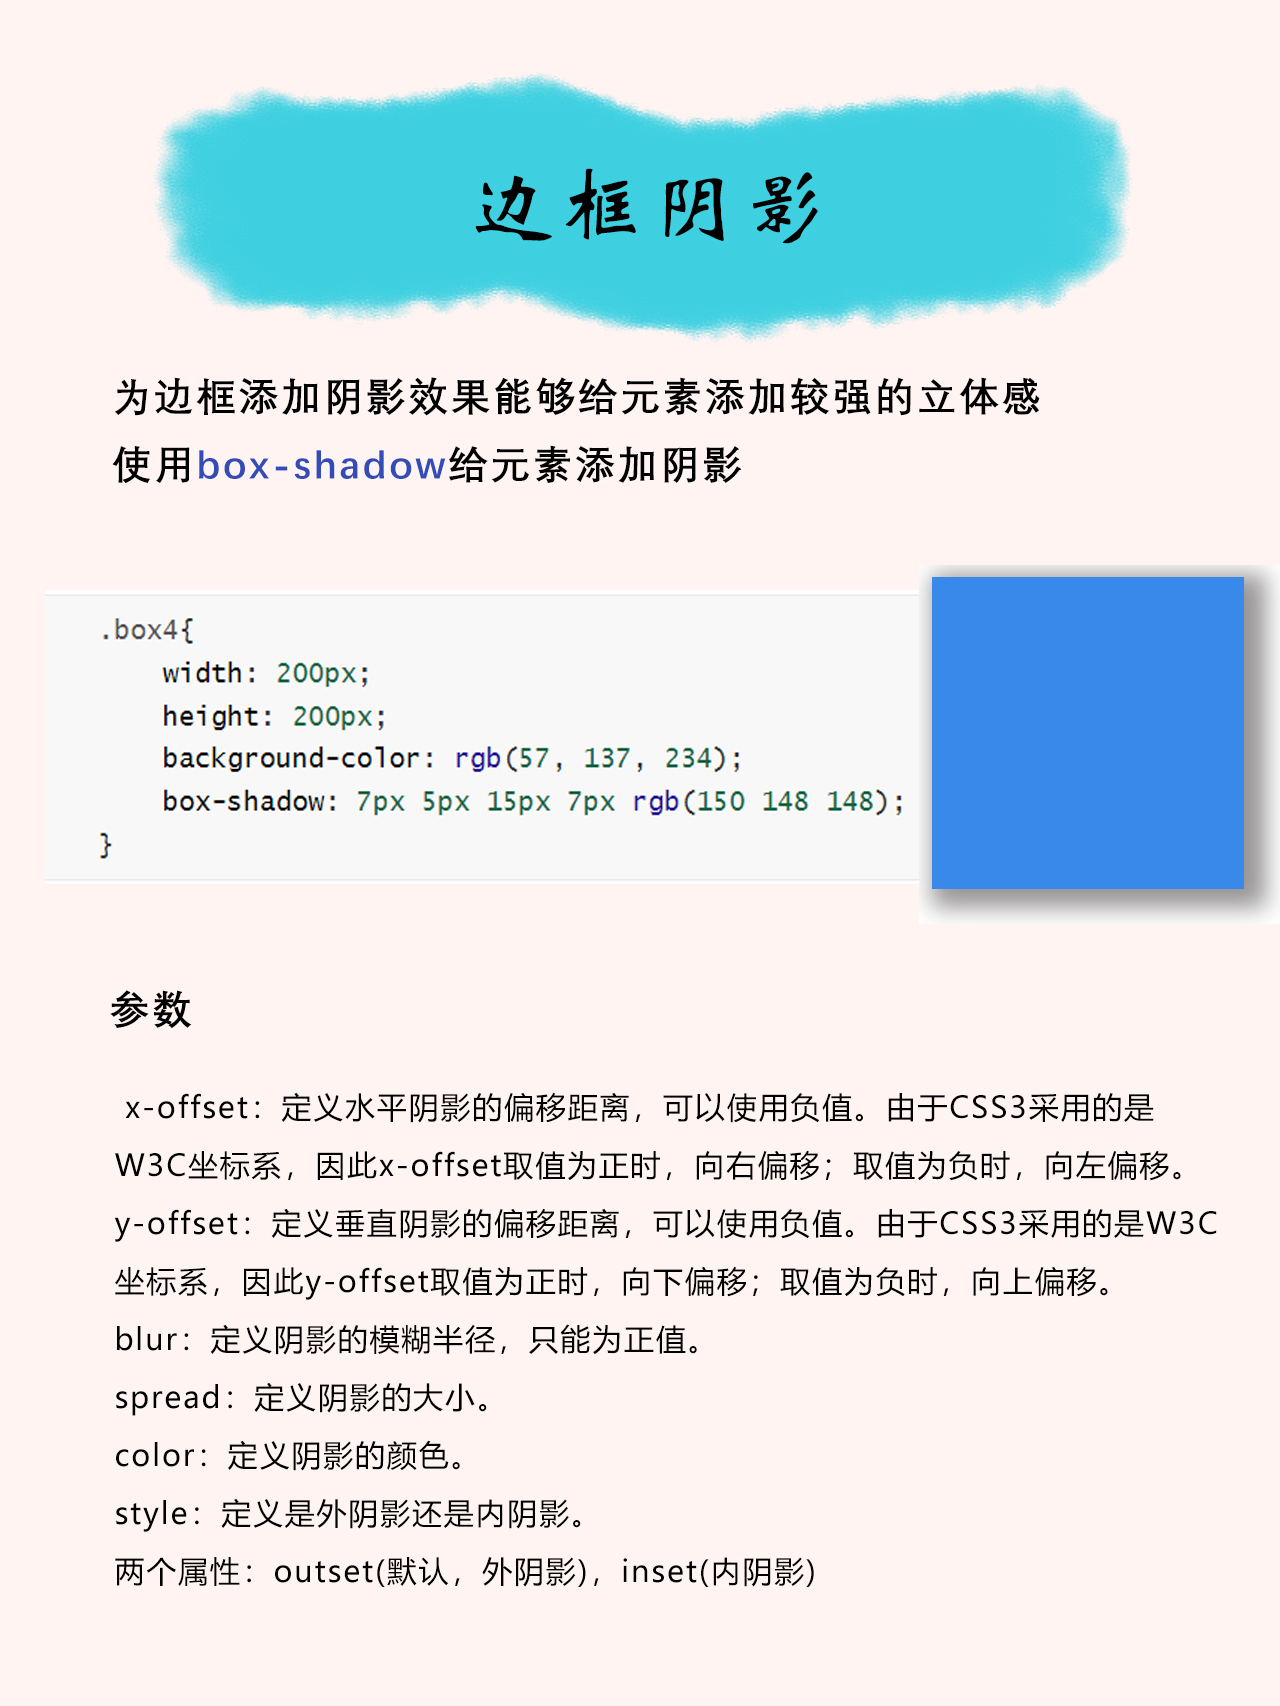 边框阴影
为边框添加阴影效果能够给元素添加较强的立体感
使用box-shadow给元素添加阴影
.box4{
width: 200px;
height: 200px;
background-color: rgb(57, 137, 234);
box-shadow: 7px 5px 15px 7px rgb(150 148 148);
}
参数
x-offset：定义水平阴影的偏移距离，可以使用负值。由于CSS3采用的是
W3C坐标系，因此x-offset取值为正时，向右偏移；取值为负时，向左偏移。
y-offset：定义垂直阴影的偏移距离，可以使用负值。由于CSS3采用的是W3C
坐标系，因此y-offset取值为正时，向下偏移；取值为负时，向上偏移。
blur：定义阴影的模糊半径，只能为正值。
spread：定义阴影的大小。
color：定义阴影的颜色。
style：定义是外阴影还是内阴影。
两个属性：outset(默认，外阴影)，inset(内阴影)